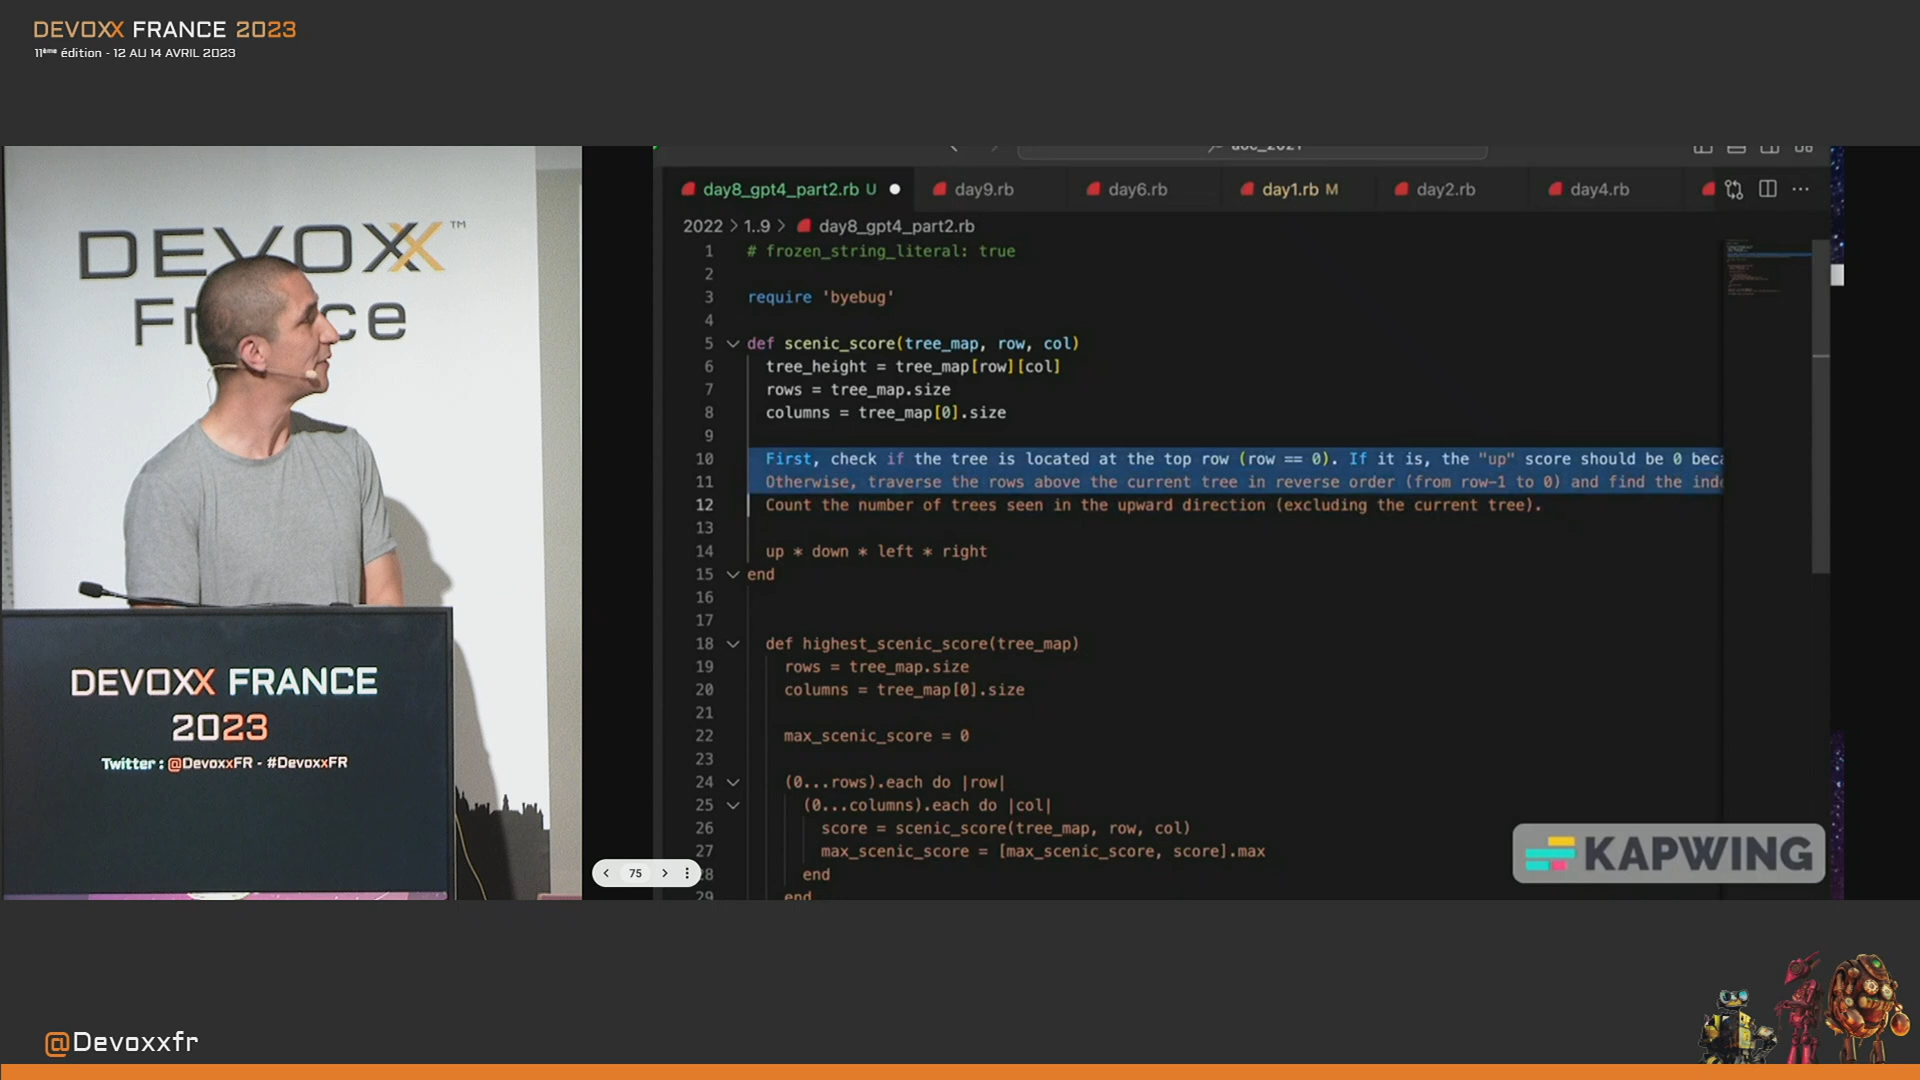 DEVOXX FRANCE 2023
11ème édition - 12 AU 14 AVRIL 2023
DEVOXX™
France
DEVOXX FRANCE
2023
Twitter : @DevoxxFR - #DevoxxFR
day8_gpt4_part2.rb U
day9.rb
day6.rb
day1.rb M
day2.rb
day4.rb
2022 > 1..9 > day8_gpt4_part2.rb
1 # frozen_string_literal: true
2
3 require 'byebug'
4
5 def scenic_score(tree_map, row, col)
6 tree_height = tree_map[row][col]
7 rows = tree_map.size
8 columns = tree_map[0].size
9
10 First, check if the tree is located at the top row (row == 0). If it is, the "up" score should be 0
11 Otherwise, traverse the rows above the current tree in reverse order (from row-1 to 0) and find the
12 Count the number of trees seen in the upward direction (excluding the current tree).
13
14 up * down * left * right
15 end
16
17
18 def highest_scenic_score(tree_map)
19 rows = tree_map.size
20 columns = tree_map[0].size
21
22 max_scenic_score = 0
23
24 (0...rows).each do |row|
25 (0...columns).each do |col|
26 score = scenic_score(tree_map, row, col)
27 max_scenic_score = [max_scenic_score, score].max
28 end
29 end
75
KAPWING
@Devoxxfr